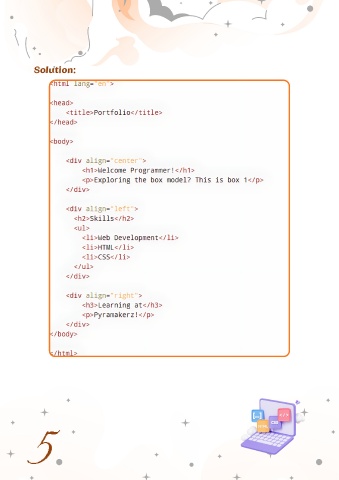 Solution:
<html lang="en">
<head>
<title>Portfolio</title>
</head>
<body>
<div align="center">
<h1>Welcome Programmer!</h1>
<p>Exploring the box model? This is box 1</p>
</div>
<div align="left">
<h2>Skills</h2>
<ul>
<li>Web Development</li>
<li>HTML</li>
<li>CSS</li>
</ul>
</div>
<div align="right">
<h3>Learning at</h3>
<p>Pyramakerz!</p>
</div>
</body>
</html>
5